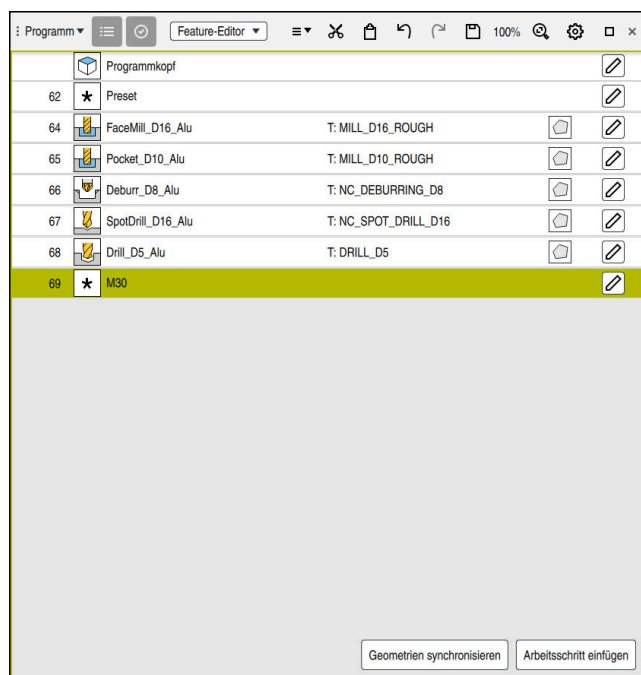 Programm Feature-Editor 100%
Programmkopf
62 Preset
64 FaceMill_D16_Alu T: MILL_D16_ROUGH
65 Pocket_D10_Alu T: MILL_D10_ROUGH
66 Deburr_D8_Alu T: NC_DEBURRING_D8
67 SpotDrill_D16_Alu T: NC_SPOT_DRILL_D16
68 Drill_D5_Alu T: DRILL_D5
69 M30
Geometrien synchronisieren Arbeitsschritt einfügen